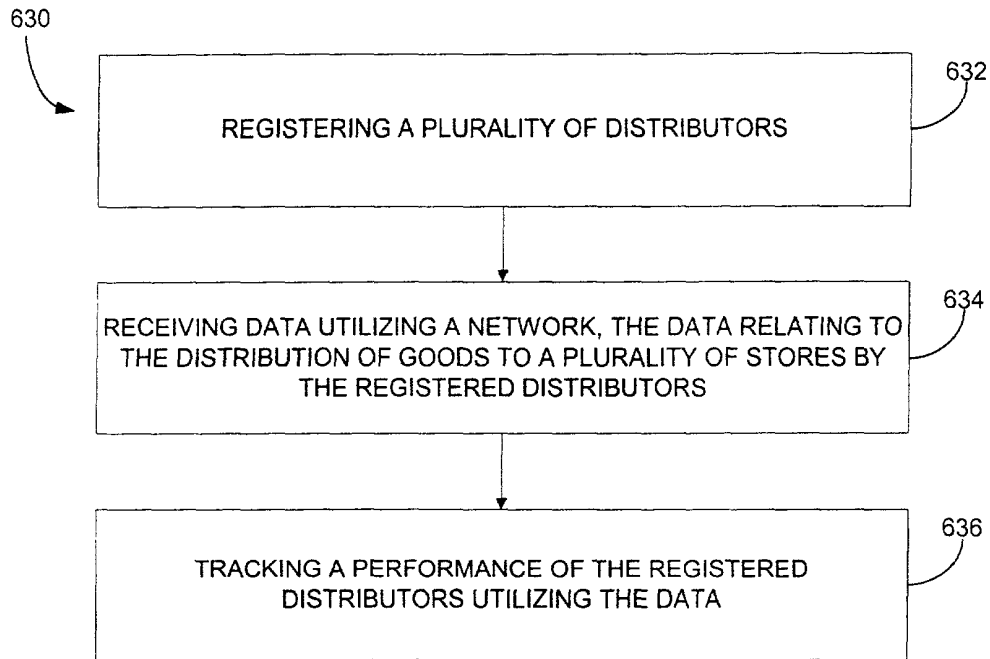 630
632
REGISTERING A PLURALITY OF DISTRIBUTORS
634
RECEIVING DATA UTILIZING A NETWORK, THE DATA RELATING TO
THE DISTRIBUTION OF GOODS TO A PLURALITY OF STORES BY
THE REGISTERED DISTRIBUTORS
636
TRACKING A PERFORMANCE OF THE REGISTERED
DISTRIBUTORS UTILIZING THE DATA